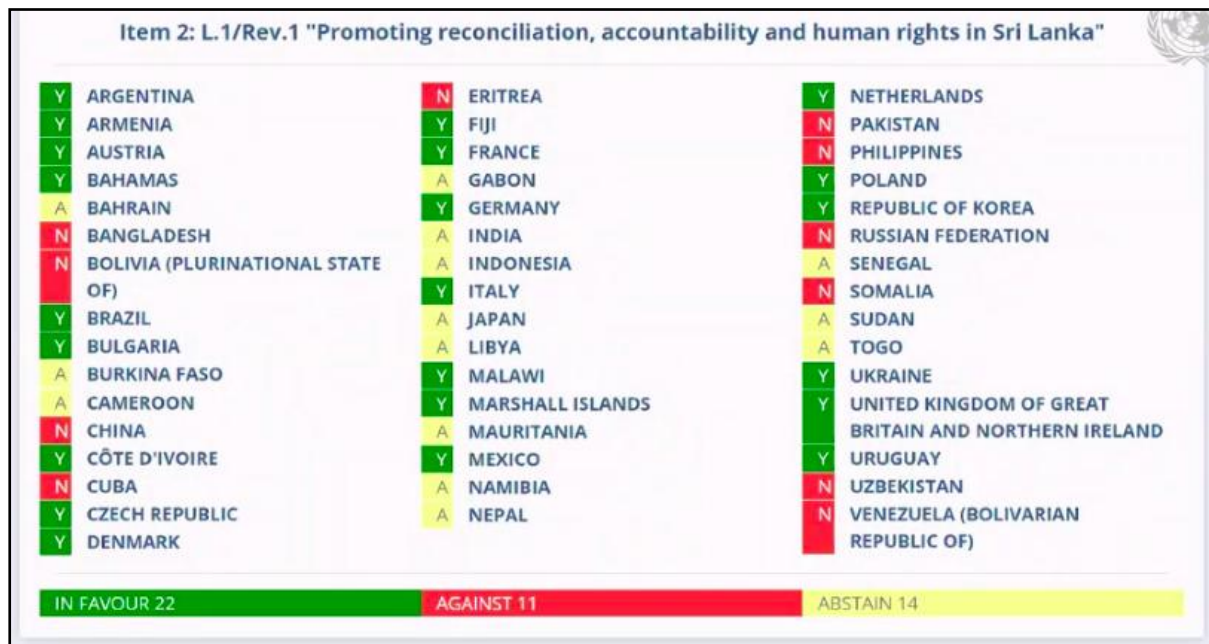 Item 2: L.1/Rev.1 "Promoting reconciliation, accountability and human rights in Sri Lanka"
Y ARGENTINA
Y ARMENIA
Y AUSTRIA
Y BAHAMAS
A BAHRAIN
N BANGLADESH
N BOLIVIA (PLURINATIONAL STATE
OF)
Y BRAZIL
Y BULGARIA
A BURKINA FASO
A CAMEROON
N CHINA
Y CÔTE D'IVOIRE
N CUBA
Y CZECH REPUBLIC
Y DENMARK
N ERITREA
Y FIJI
Y FRANCE
A GABON
Y GERMANY
A INDIA
A INDONESIA
Y ITALY
A JAPAN
A LIBYA
Y MALAWI
Y MARSHALL ISLANDS
A MAURITANIA
Y MEXICO
A NAMIBIA
A NEPAL
Y NETHERLANDS
N PAKISTAN
N PHILIPPINES
Y POLAND
Y REPUBLIC OF KOREA
N RUSSIAN FEDERATION
A SENEGAL
N SOMALIA
A SUDAN
A TOGO
Y UKRAINE
Y UNITED KINGDOM OF GREAT
BRITAIN AND NORTHERN IRELAND
Y URUGUAY
N UZBEKISTAN
N VENEZUELA (BOLIVARIAN
REPUBLIC OF)
IN FAVOUR 22
AGAINST 11
ABSTAIN 14